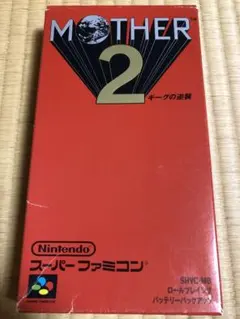 MOTHER
2
ギーグの逆襲
Nintendo
スーパーファミコン
SHVC-MB
ロールプレイング
バッテリーバックアップ